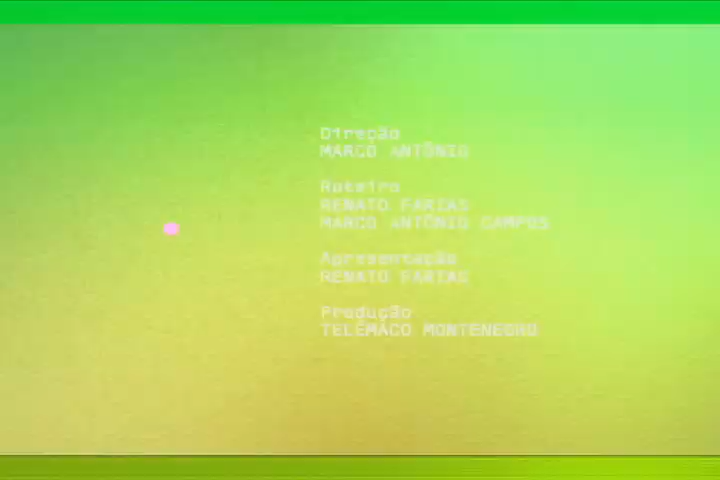 Direção
MARCO ANTÔNIO
Roteiro
RENATO FARIAS
MARCO ANTÔNIO CAMPOS
Apresentação
RENATO FARIAS
Produção
TELÊMACO MONTENEGRO